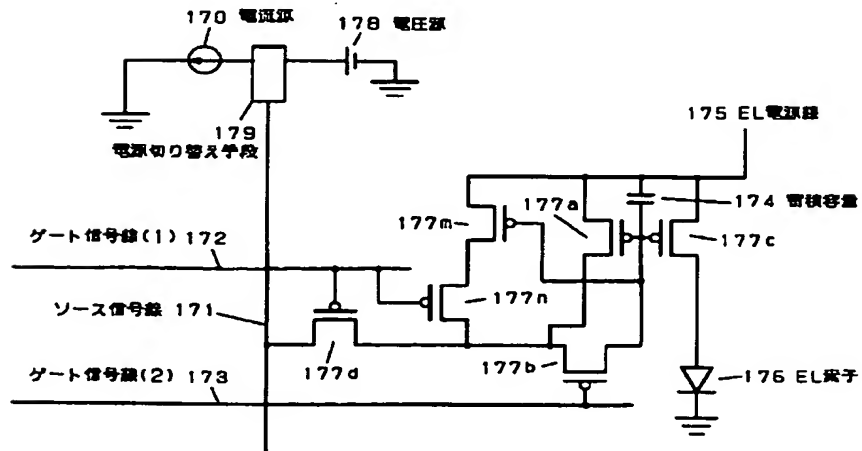 170 電流源
178 電圧源
179
電源切り替え手段
175 EL電源線
174 蓄積容量
177a
177m
177c
ゲート信号線(1) 172
177n
ソース信号線 171
177d
177b
ゲート信号線(2) 173
176 EL素子